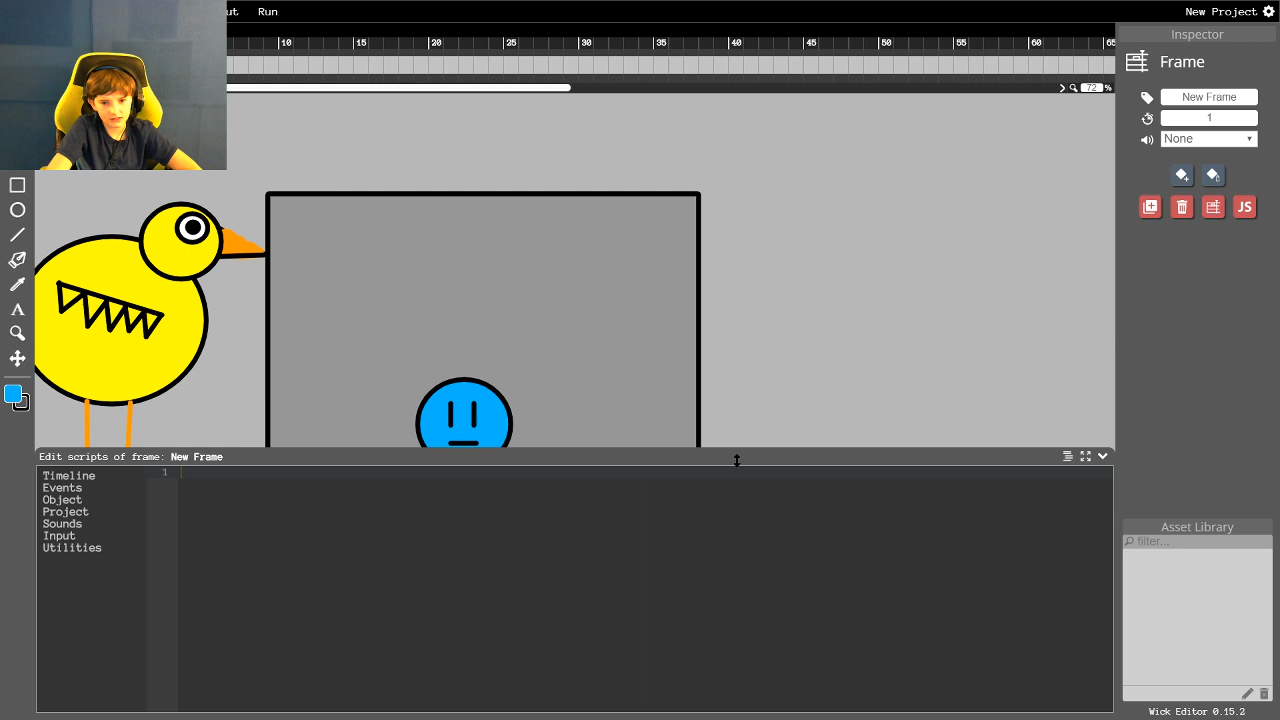 ut Run New Project
10 15 20 25 30 35 40 45 50 55 60 65
72 %
Inspector
Frame
New Frame
1
None
JS
Edit scripts of frame: New Frame
1
Timeline
Events
Object
Project
Sounds
Input
Utilities
Asset Library
filter...
Wick Editor 0.15.2